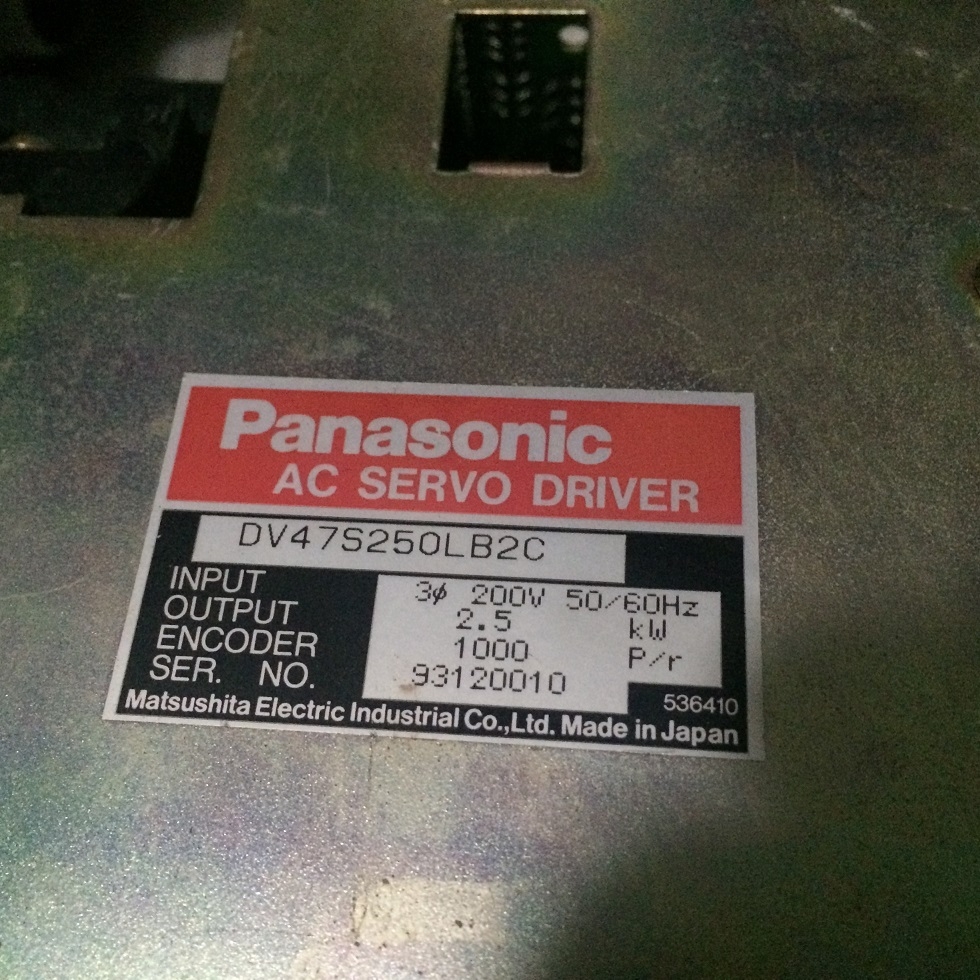 Panasonic
AC SERVO DRIVER
DV47S250LB2C
INPUT 3ϕ 200V 50/60Hz
OUTPUT 2.5 kW
ENCODER 1000 P/r
SER. NO. 93120010
536410
Matsushita Electric Industrial Co.,Ltd. Made in Japan